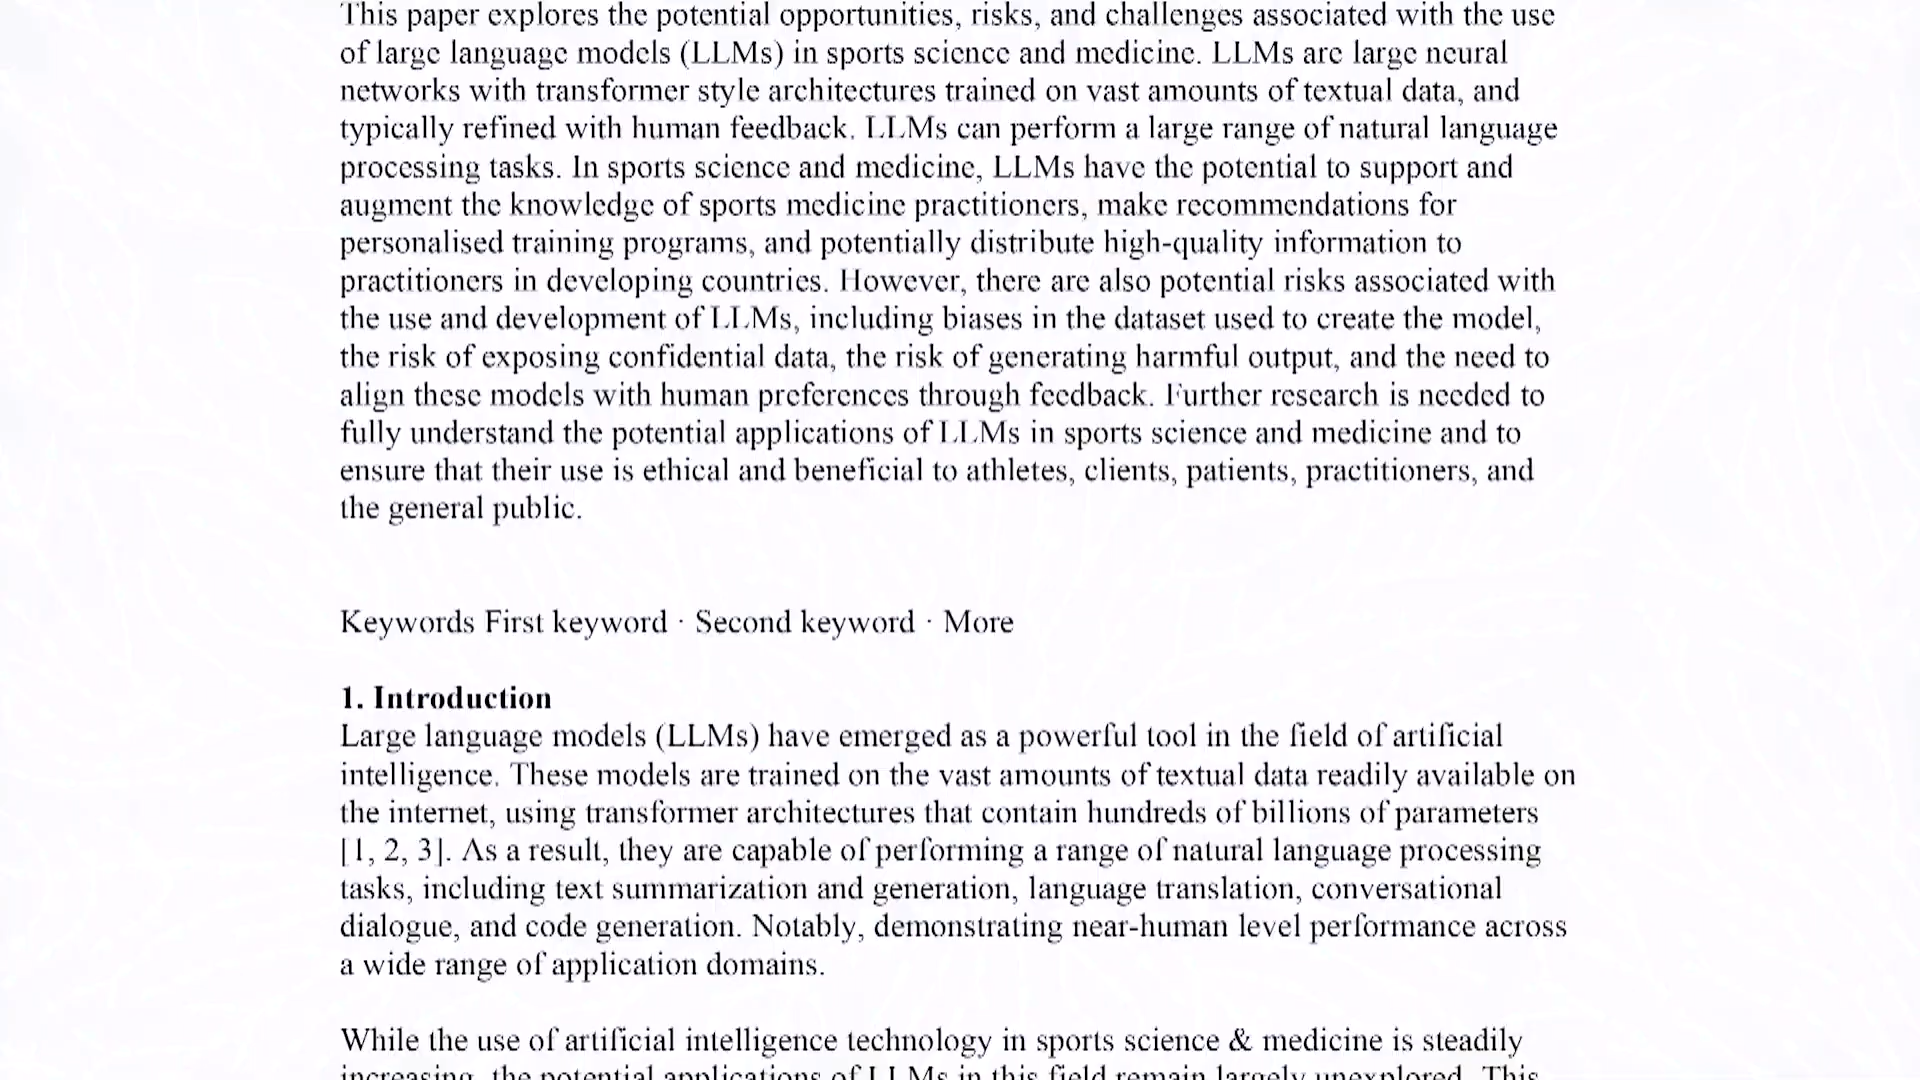 This paper explores the potential opportunities, risks, and challenges associated with the use
of large language models (LLMs) in sports science and medicine. LLMs are large neural
networks with transformer style architectures trained on vast amounts of textual data, and
typically refined with human feedback. LLMs can perform a large range of natural language
processing tasks. In sports science and medicine, LLMs have the potential to support and
augment the knowledge of sports medicine practitioners, make recommendations for
personalised training programs, and potentially distribute high-quality information to
practitioners in developing countries. However, there are also potential risks associated with
the use and development of LLMs, including biases in the dataset used to create the model,
the risk of exposing confidential data, the risk of generating harmful output, and the need to
align these models with human preferences through feedback. Further research is needed to
fully understand the potential applications of LLMs in sports science and medicine and to
ensure that their use is ethical and beneficial to athletes, clients, patients, practitioners, and
the general public.
Keywords First keyword · Second keyword · More
1. Introduction
Large language models (LLMs) have emerged as a powerful tool in the field of artificial
intelligence. These models are trained on the vast amounts of textual data readily available on
the internet, using transformer architectures that contain hundreds of billions of parameters
[1, 2, 3]. As a result, they are capable of performing a range of natural language processing
tasks, including text summarization and generation, language translation, conversational
dialogue, and code generation. Notably, demonstrating near-human level performance across
a wide range of application domains.
While the use of artificial intelligence technology in sports science & medicine is steadily
increasing, the potential applications of LLMs in this field remain largely unexplored. This